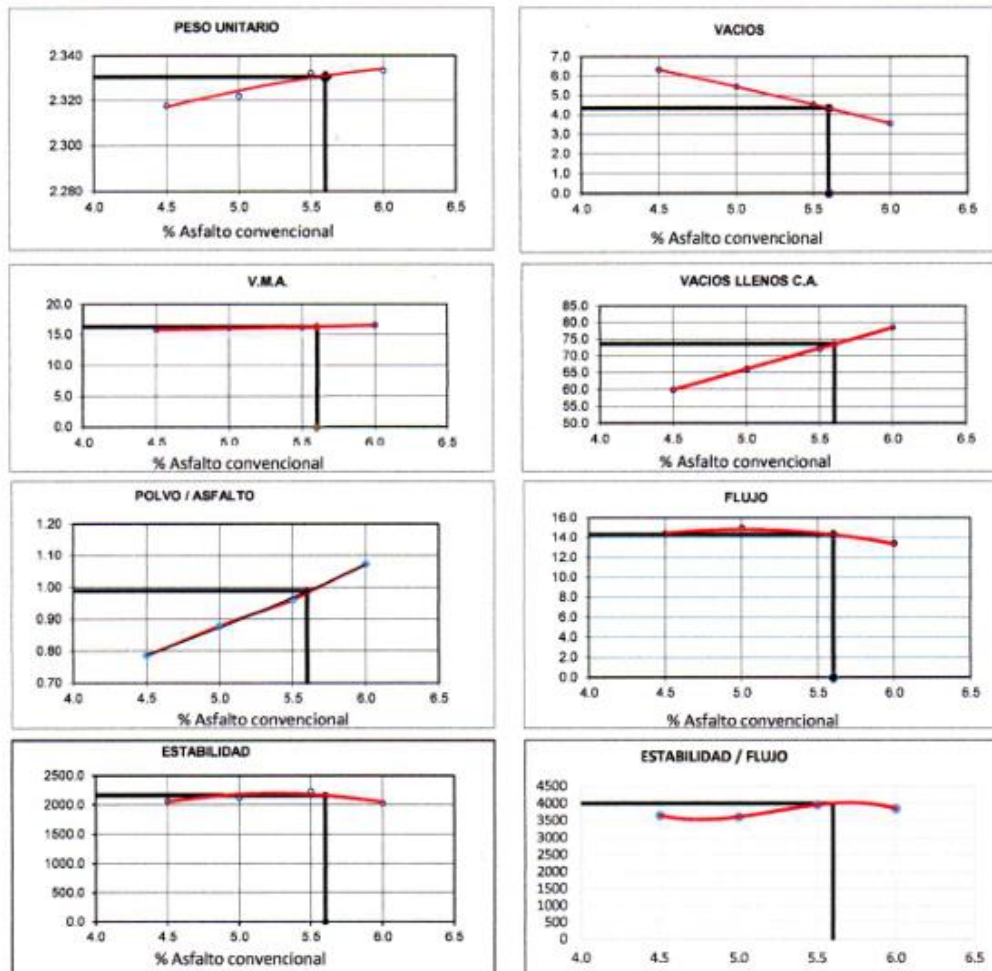 PESO UNITARIO
2.340
2.320
2.300
2.280
4.0 4.5 5.0 5.5 6.0 6.5
% Asfalto convencional
VACIOS
7.0
6.0
5.0
4.0
3.0
2.0
1.0
0.0
4.0 4.5 5.0 5.5 6.0 6.5
% Asfalto convencional
V.M.A.
20.0
15.0
10.0
5.0
0.0
4.0 4.5 5.0 5.5 6.0 6.5
% Asfalto convencional
VACIOS LLENOS C.A.
85.0
80.0
75.0
70.0
65.0
60.0
55.0
50.0
4.0 4.5 5.0 5.5 6.0 6.5
% Asfalto convencional
POLVO / ASFALTO
1.20
1.10
1.00
0.90
0.80
0.70
4.0 4.5 5.0 5.5 6.0 6.5
% Asfalto convencional
FLUJO
16.0
14.0
12.0
10.0
8.0
6.0
4.0
2.0
0.0
4.0 4.5 5.0 5.5 6.0 6.5
% Asfalto convencional
ESTABILIDAD
2500.0
2000.0
1500.0
1000.0
500.0
0.0
4.0 4.5 5.0 5.5 6.0 6.5
% Asfalto convencional
ESTABILIDAD / FLUJO
4500
4000
3500
3000
2500
2000
1500
1000
500
0
4.0 4.5 5.0 5.5 6.0 6.5
% Asfalto convencional